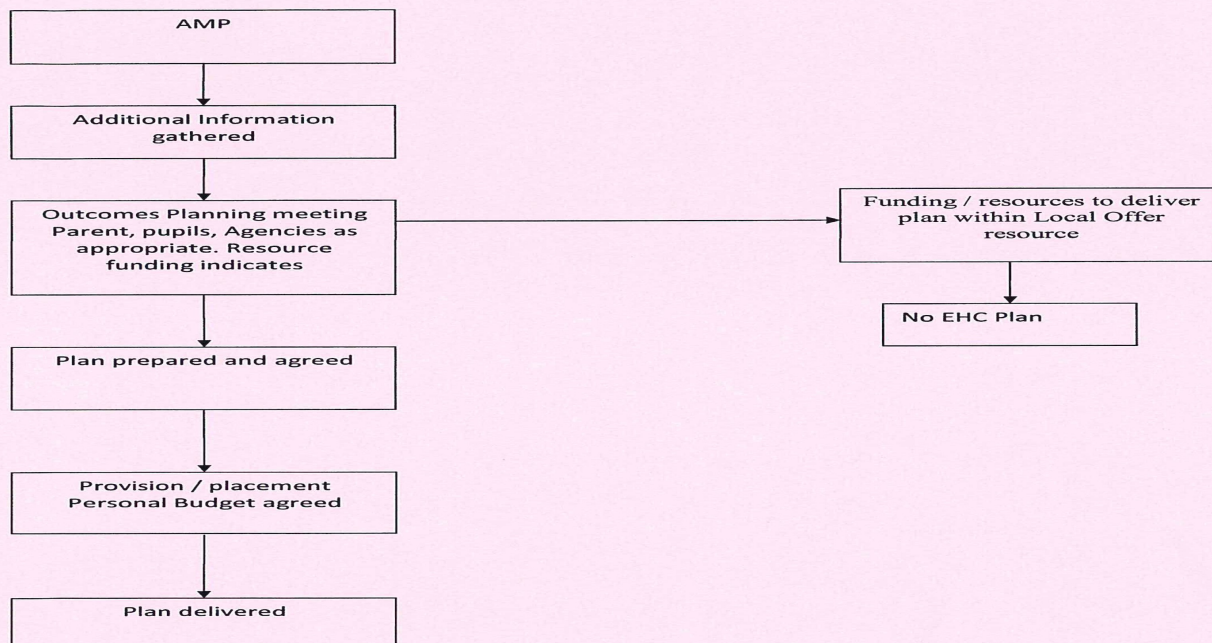 AMP
Additional Information
gathered
Outcomes Planning meeting
Parent, pupils, Agencies as
appropriate. Resource
funding indicates
Funding / resources to deliver
plan within Local Offer
resource
No EHC Plan
Plan prepared and agreed
Provision / placement
Personal Budget agreed
Plan delivered